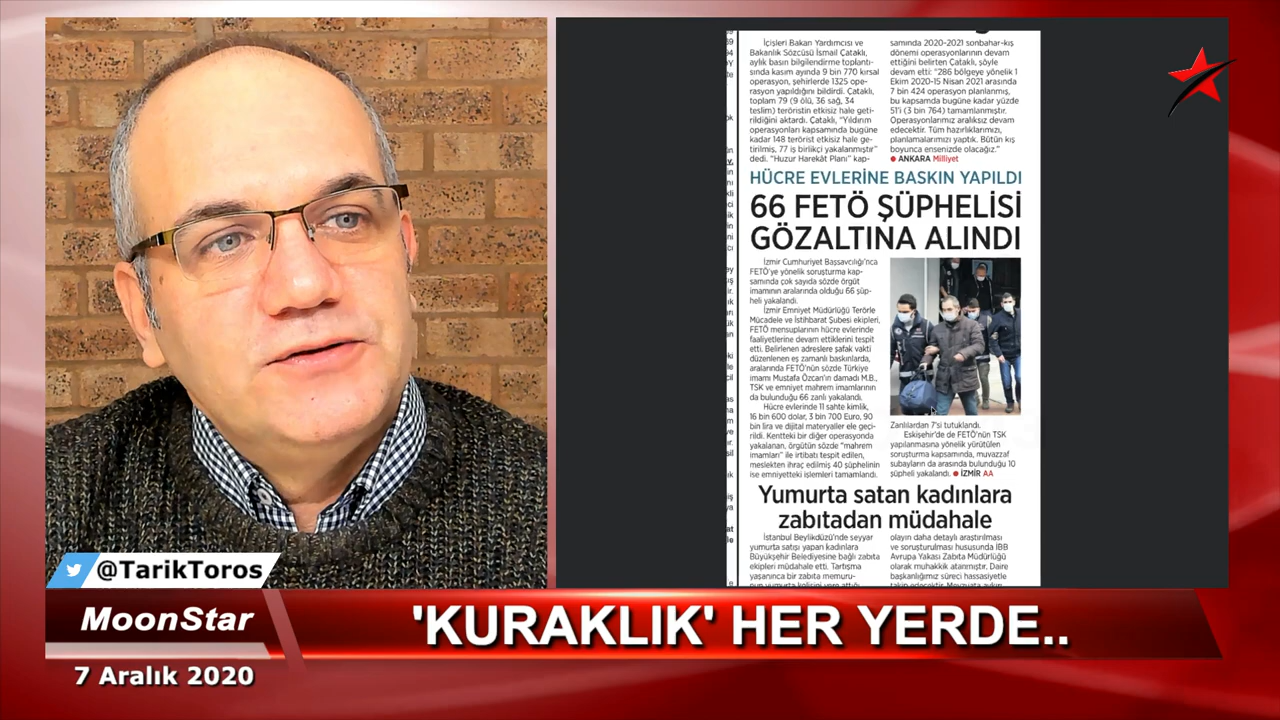 İçişleri Bakan Yardımcısı ve
Bakanlık Sözcüsü İsmail Çataklı,
aylık basın bilgilendirme toplantı-
sında kasım ayında 9 bin 770 kırsal
operasyon, şehirlerde 1325 ope-
rasyon yapıldığını bildirdi. Çataklı,
toplam 79 (9 ölü, 36 sağ, 34
teslim) teröristin etkisiz hale geti-
rildiğini aktardı. Çataklı, "Yıldırım
operasyonları kapsamında bugüne
kadar 148 terörist etkisiz hale ge-
tirilmiş, 77 iş birlikçi yakalanmıştır"
dedi. "Huzur Harekât Planı" kap-
samında 2020-2021 sonbahar-kış
dönemi operasyonlarının devam
ettiğini belirten Çataklı, şöyle
devam etti: "286 bölgeye yönelik 1
Ekim 2020-15 Nisan 2021 arasında
7 bin 424 operasyon planlanmış,
bu kapsamda bugüne kadar yüzde
51'i (3 bin 764) tamamlanmıştır.
Operasyonlarımız aralıksız devam
edecektir. Tüm hazırlıklarımızı,
planlamalarımızı yaptık. Bütün kış
boyunca ensenizde olacağız."
ANKARA Milliyet
HÜCRE EVLERİNE BASKIN YAPILDI
66 FETÖ ŞÜPHELİSİ
GÖZALTINA ALINDI
İzmir Cumhuriyet Başsavcılığı'nca
FETÖ'ye yönelik soruşturma kap-
samında çok sayıda sözde örgüt
imamının aralarında olduğu 66 şüp-
heli yakalandı.
İzmir Emniyet Müdürlüğü Terörle
Mücadele ve İstihbarat Şubesi ekipleri,
FETÖ mensuplarının hücre evlerinde
faaliyetlerine devam ettiklerini tespit
etti. Belirlenen adreslere şafak vakti
düzenlenen eş zamanlı baskınlarda,
aralarında FETÖ'nün sözde Türkiye
imamı Mustafa Özcan'ın damadı M.B.,
TSK ve emniyet mahrem imamlarının
da bulunduğu 66 zanlı yakalandı.
Hücre evlerinde 11 sahte kimlik,
16 bin 600 dolar, 3 bin 700 Euro, 90
bin lira ve dijital materyaller ele geçi-
rildi. Kentteki bir diğer operasyonda
yakalanan, örgütün sözde "mahrem
imamları" ile irtibatı tespit edilen,
meslekten ihraç edilmiş 40 şüphelinin
ise emniyetteki işlemleri tamamlandı.
Zanlılardan 7'si tutuklandı.
Eskişehir'de de FETÖ'nün TSK
yapılanmasına yönelik yürütülen
soruşturma kapsamında, muvazzaf
subayların da arasında bulunduğu 10
şüpheli yakalandı. İZMİR AA
Yumurta satan kadınlara
zabıtadan müdahale
İstanbul Beylikdüzü'nde seyyar
yumurta satışı yapan kadınlara
Büyükşehir Belediyesine bağlı zabıta
ekipleri müdahale etti. Tartışma
yaşanırca bir zabıta memuru-
olayın daha detaylı araştırılması
ve soruşturulması hususunda İBB
Avrupa Yakası Zabıta Müdürlüğü
olarak muhakkik atarmıştır, Daire
başkanlığımız süreci hassasiyetle
@TarikToros
MoonStar
'KURAKLIK' HER YERDE..
7 Aralık 2020